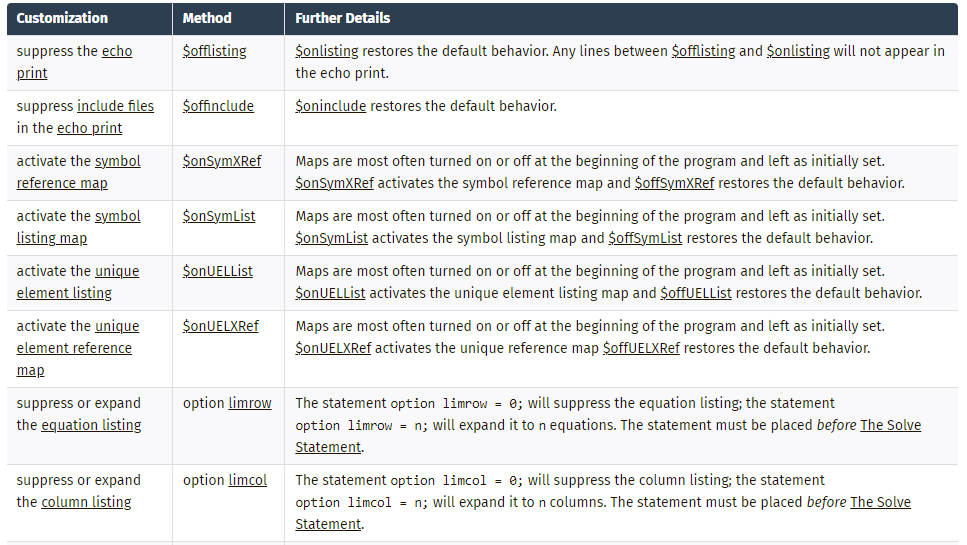 Customization Method Further Details
suppress the echo print
$offlisting
$onlisting restores the default behavior. Any lines between $offlisting and $onlisting will not appear in
the echo print.
suppress include files
in the echo print
$offinclude
$oninclude restores the default behavior.
activate the symbol
reference map
$onSymXRef
Maps are most often turned on or off at the beginning of the program and left as initially set.
$onSymXRef activates the symbol reference map and $offSymXRef restores the default behavior.
activate the symbol
listing map
$onSymList
Maps are most often turned on or off at the beginning of the program and left as initially set.
$onSymList activates the symbol listing map and $offSymList restores the default behavior.
activate the unique
element listing
$onUELList
Maps are most often turned on or off at the beginning of the program and left as initially set.
$onUELList activates the unique element listing map and $offUELList restores the default behavior.
activate the unique
element reference
map
$onUELXRef
Maps are most often turned on or off at the beginning of the program and left as initially set.
$onUELXRef activates the unique reference map $offUELXRef restores the default behavior.
suppress or expand
the equation listing
option limrow
The statement option limrow = 0; will suppress the equation listing; the statement
option limrow = n; will expand it to n equations. The statement must be placed before The Solve
Statement.
suppress or expand
the column listing
option limcol
The statement option limcol = 0; will suppress the column listing; the statement
option limcol = n; will expand it to n columns. The statement must be placed before The Solve
Statement.